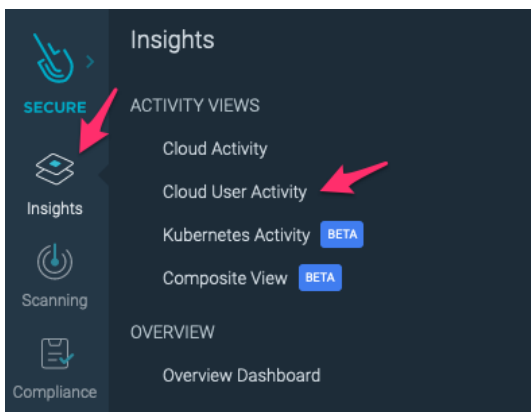 SECURE
Insights
Scanning
Compliance
Insights
ACTIVITY VIEWS
Cloud Activity
Cloud User Activity
Kubernetes Activity BETA
Composite View BETA
OVERVIEW
Overview Dashboard